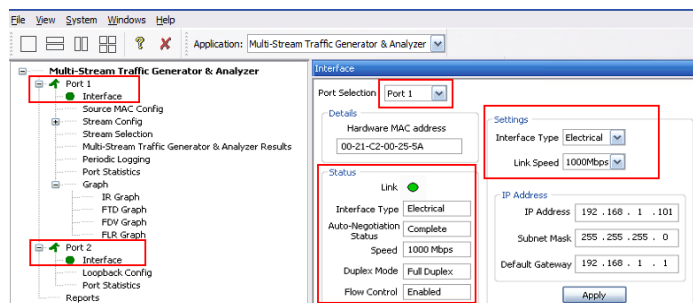 File View System Windows Help
Application: Multi-Stream Traffic Generator & Analyzer
Multi-Stream Traffic Generator & Analyzer
Port 1
Interface
Source MAC Config
Stream Config
Stream Selection
Multi-Stream Traffic Generator & Analyzer Results
Periodic Logging
Port Statistics
Graph
IR Graph
FTD Graph
FDV Graph
FLR Graph
Port 2
Interface
Loopback Config
Port Statistics
Reports
Interface
Port Selection Port 1
Details
Hardware MAC address
00-21-C2-00-25-5A
Status
Link
Interface Type Electrical
Auto-Negotiation Status Complete
Speed 1000 Mbps
Duplex Mode Full Duplex
Flow Control Enabled
Settings
Interface Type Electrical
Link Speed 1000Mbps
IP Address
IP Address 192 .168 . 1 .101
Subnet Mask 255 .255 .255 . 0
Default Gateway 192 .168 . 1 . 1
Apply